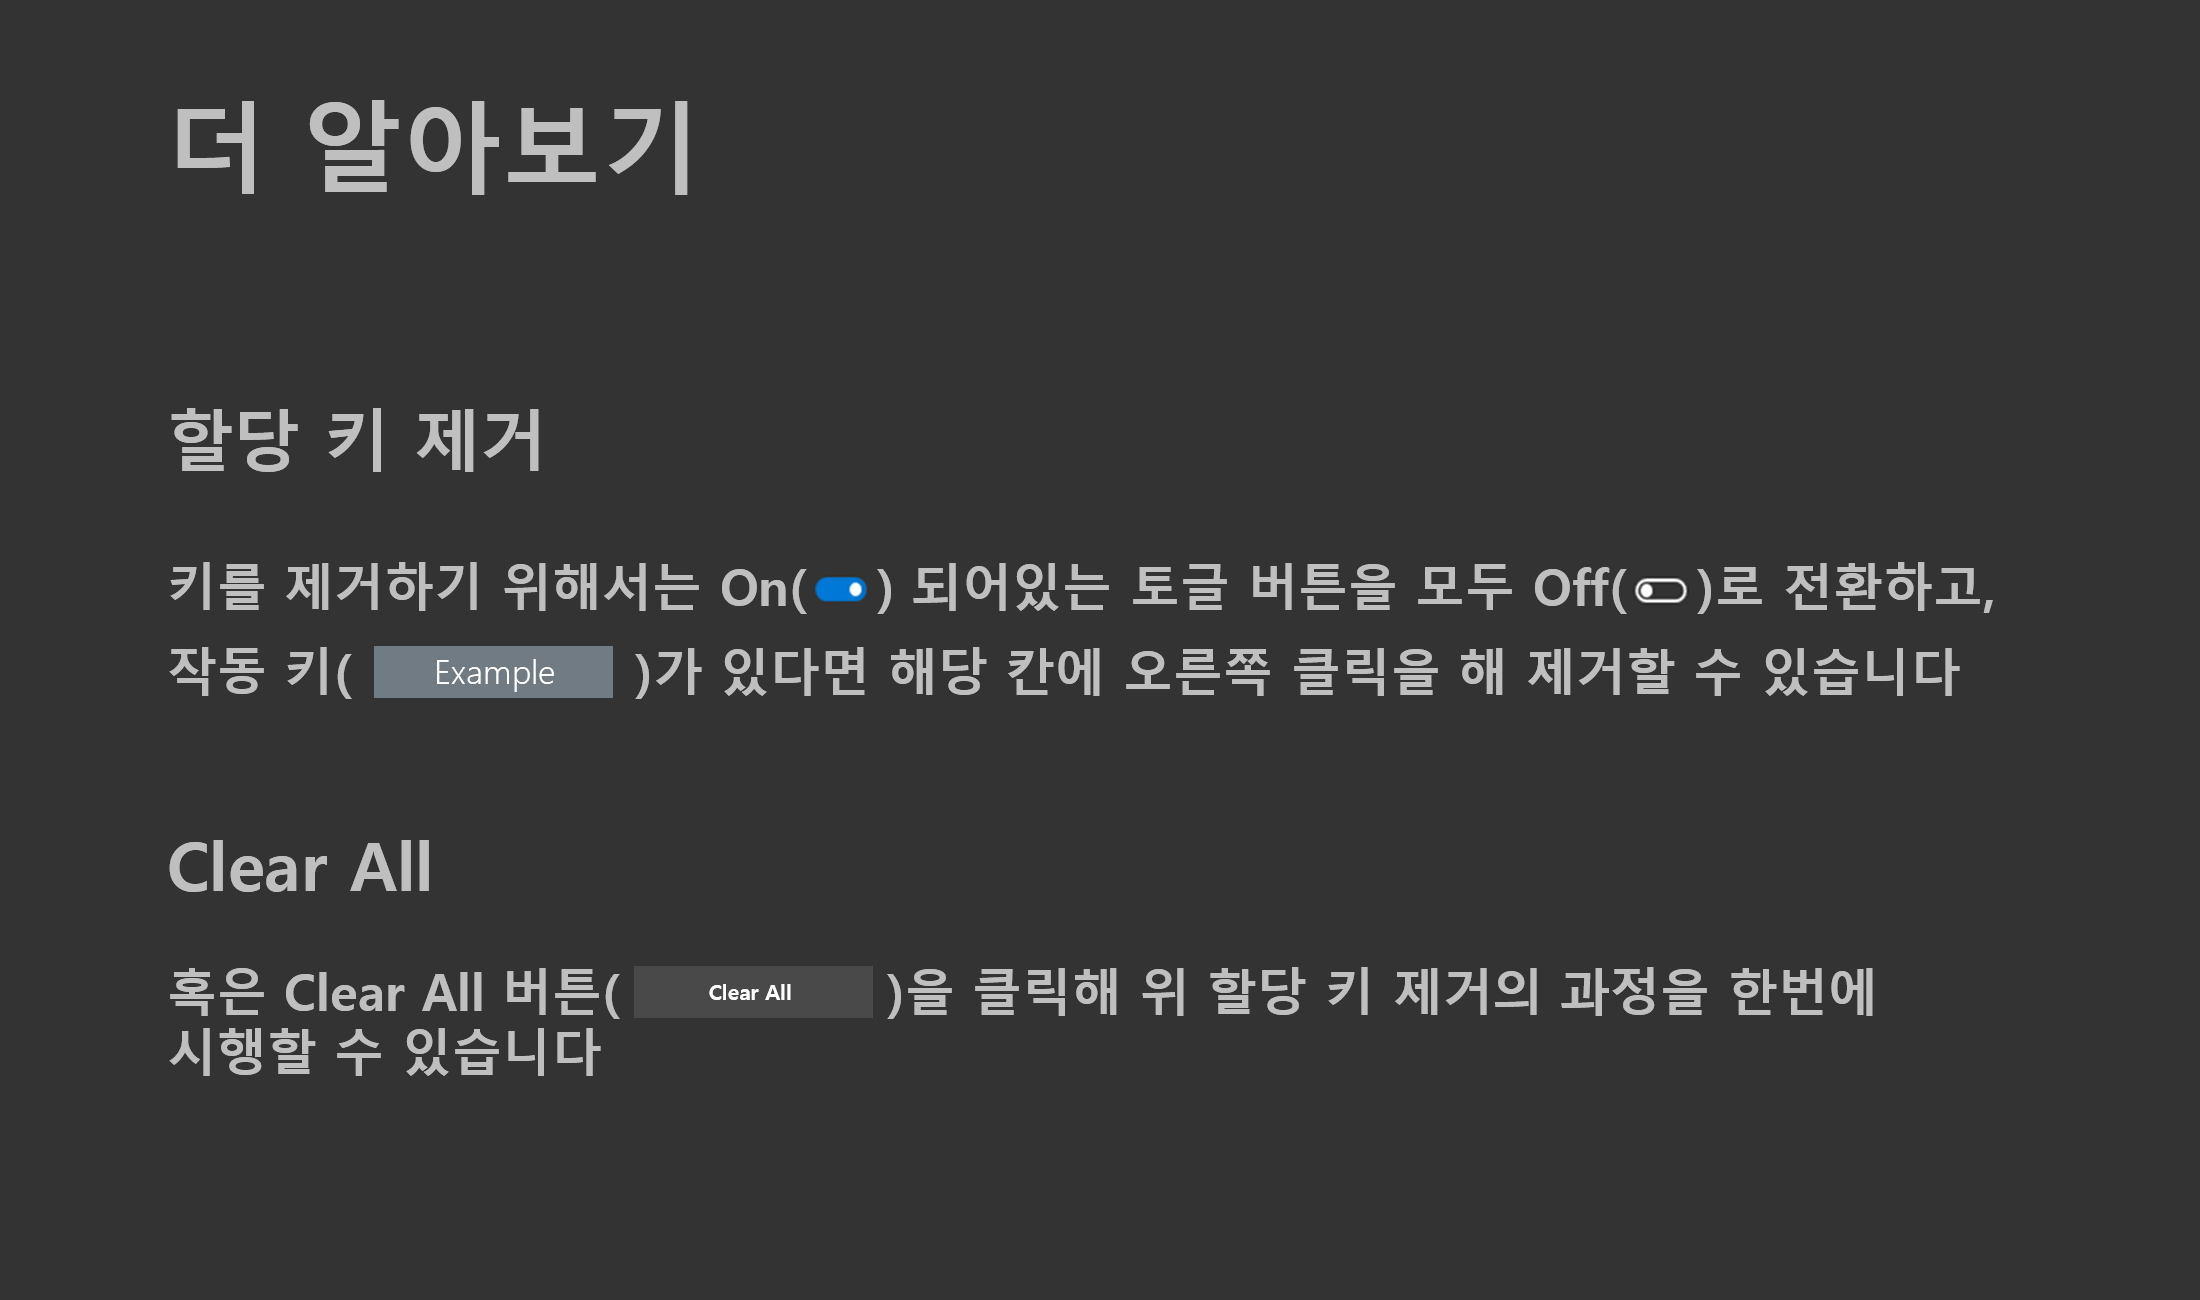 더 알아보기
할당 키 제거
키를 제거하기 위해서는 On( ) 되어있는 토글 버튼을 모두 Off( )로 전환하고,
작동 키( Example )가 있다면 해당 칸에 오른쪽 클릭을 해 제거할 수 있습니다
Clear All
혹은 Clear All 버튼( Clear All )을 클릭해 위 할당 키 제거의 과정을 한번에
시행할 수 있습니다